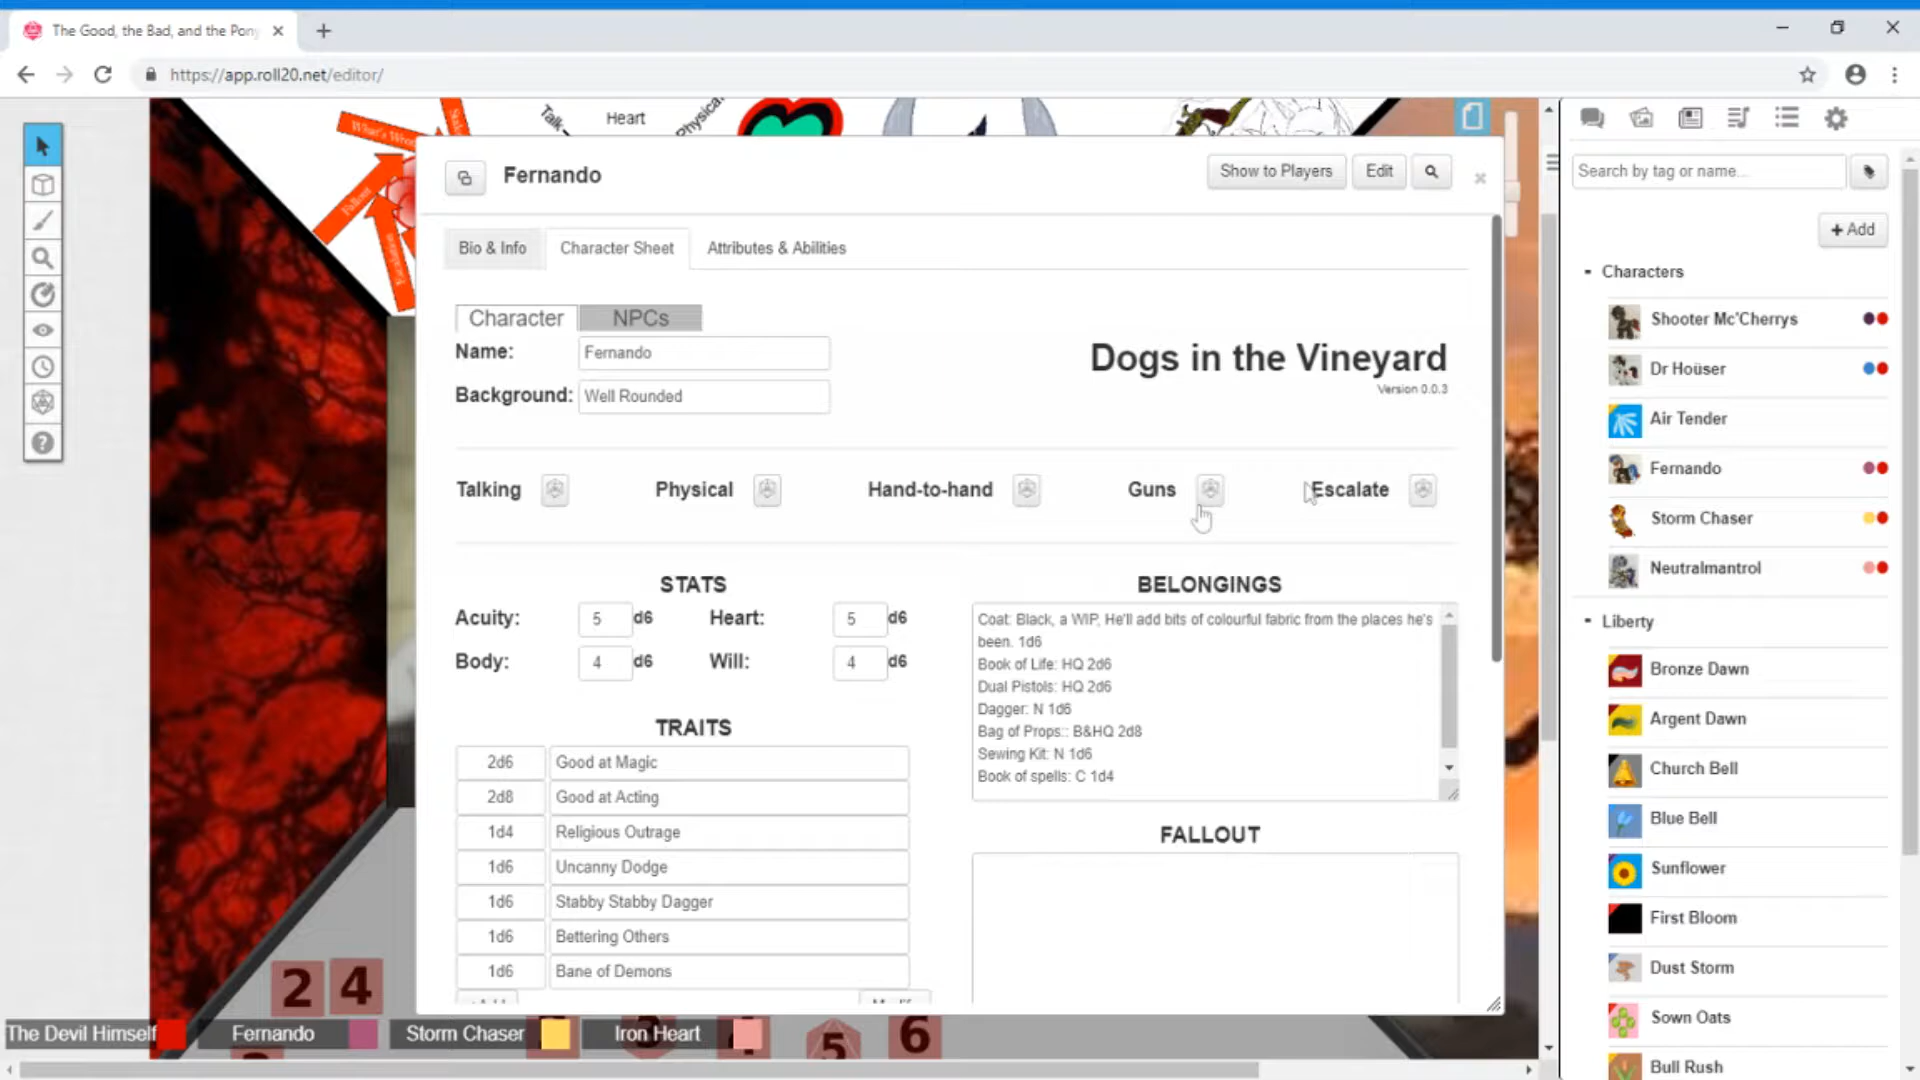 The Good, the Bad, and the Pony
https://app.roll20.net/editor/
Talk
Heart
Physical
Fallout
Fernando
Show to Players
Edit
Bio & Info
Character Sheet
Attributes & Abilities
Character
NPCs
Name:
Fernando
Background:
Well Rounded
Dogs in the Vineyard
Version 0.0.3
Talking
Physical
Hand-to-hand
Guns
Escalate
STATS
Acuity:
5
d6
Heart:
5
d6
Body:
4
d6
Will:
4
d6
TRAITS
2d6
Good at Magic
2d8
Good at Acting
1d4
Religious Outrage
1d6
Uncanny Dodge
1d6
Stabby Stabby Dagger
1d6
Bettering Others
1d6
Bane of Demons
BELONGINGS
Coat: Black, a WIP, He'll add bits of colourful fabric from the places he's
been. 1d6
Book of Life: HQ 2d6
Dual Pistols: HQ 2d6
Dagger: N 1d6
Bag of Props:: B&HQ 2d8
Sewing Kit: N 1d6
Book of spells: C 1d4
FALLOUT
2
4
5
6
The Devil Himself
Fernando
Storm Chaser
Iron Heart
Search by tag or name...
+ Add
Characters
Shooter Mc'Cherrys
Dr Hoüser
Air Tender
Fernando
Storm Chaser
Neutralmantrol
Liberty
Bronze Dawn
Argent Dawn
Church Bell
Blue Bell
Sunflower
First Bloom
Dust Storm
Sown Oats
Bull Rush